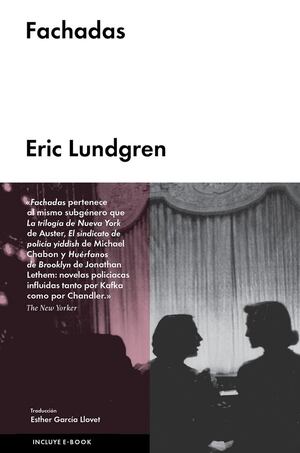 Fachadas
Eric Lundgren
«Fachadas pertenece
al mismo subgénero que
La trilogía de Nueva York
de Auster, El sindicato de
policía yiddish de Michael
Chabon y Huérfanos
de Brooklyn de Jonathan
Lethem: novelas policiacas
influidas tanto por Kafka
como por Chandler.»
The New Yorker
Traducción
Esther García Llovet
INCLUYE E-BOOK